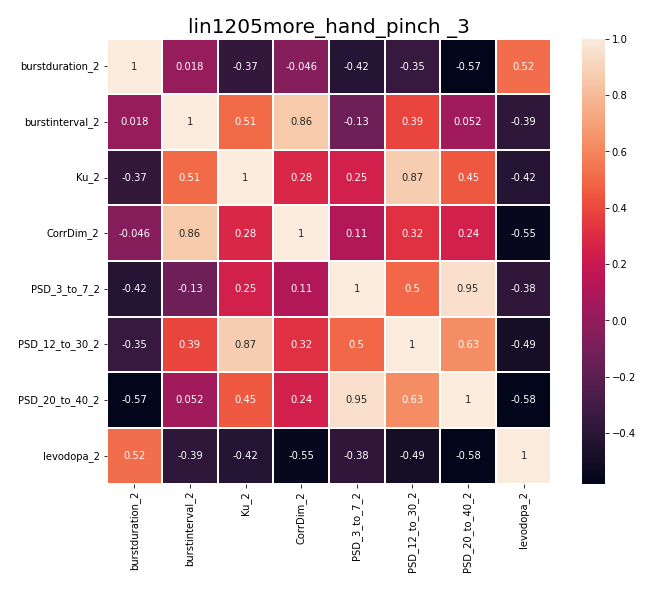 lin1205more_hand_pinch _3
burstduration_2 1 0.018 -0.37 -0.046 -0.42 -0.35 -0.57 0.52
burstinterval_2 0.018 1 0.51 0.86 -0.13 0.39 0.052 -0.39
Ku_2 -0.37 0.51 1 0.28 0.25 0.87 0.45 -0.42
CorrDim_2 -0.046 0.86 0.28 1 0.11 0.32 0.24 -0.55
PSD_3_to_7_2 -0.42 -0.13 0.25 0.11 1 0.5 0.95 -0.38
PSD_12_to_30_2 -0.35 0.39 0.87 0.32 0.5 1 0.63 -0.49
PSD_20_to_40_2 -0.57 0.052 0.45 0.24 0.95 0.63 1 -0.58
levodopa_2 0.52 -0.39 -0.42 -0.55 -0.38 -0.49 -0.58 1
burstduration_2
burstinterval_2
Ku_2
CorrDim_2
PSD_3_to_7_2
PSD_12_to_30_2
PSD_20_to_40_2
levodopa_2
1.0
0.8
0.6
0.4
0.2
0.0
−0.2
−0.4